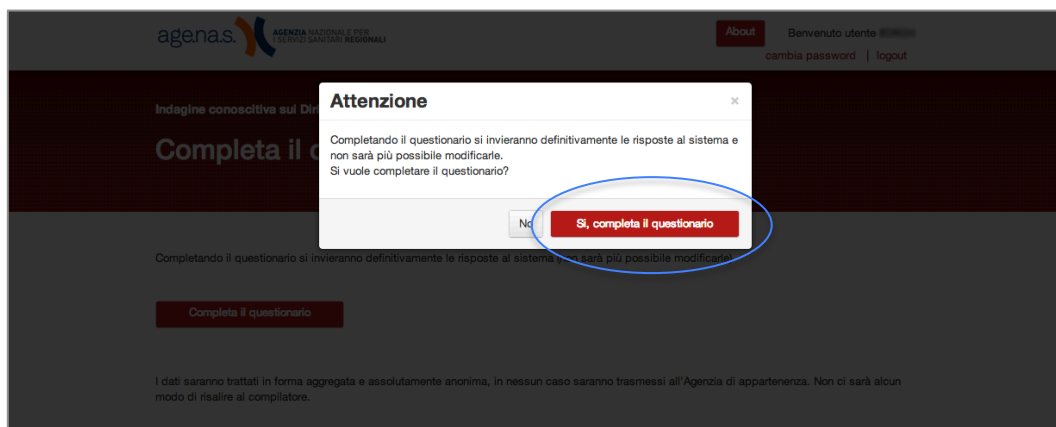 age.na.s. AGENZIA NAZIONALE PER
I SERVIZI SANITARI REGIONALI
About
Benvenuto utente
cambia password | logout
Indagine conoscitiva sul Diri
Completa il q
Attenzione ×
Completando il questionario si invieranno definitivamente le risposte al sistema e
non sarà più possibile modificarle.
Si vuole completare il questionario?
No
Sì, completa il questionario
Completando il questionario si invieranno definitivamente le risposte al sistema (non sarà più possibile modificarle)
Completa il questionario
I dati saranno trattati in forma aggregata e assolutamente anonima, in nessun caso saranno trasmessi all'Agenzia di appartenenza. Non ci sarà alcun
modo di risalire al compilatore.